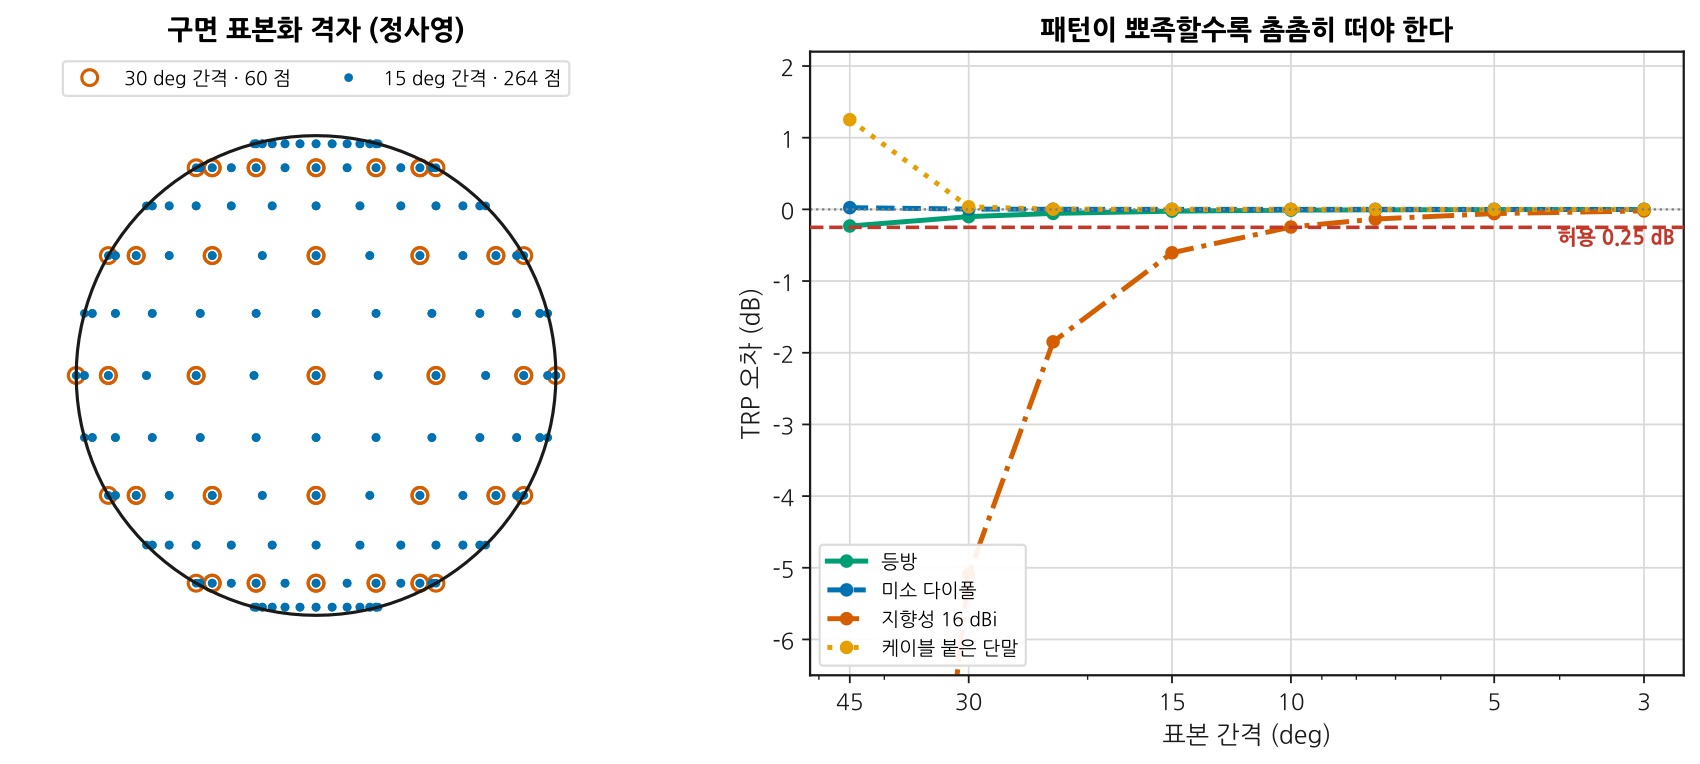 구면 표본화 격자 (정사영)
30 deg 간격 · 60 점
15 deg 간격 · 264 점
패턴이 뾰족할수록 촘촘히 떠야 한다
2
1
0
-1
-2
-3
-4
-5
-6
TRP 오차 (dB)
허용 0.25 dB
등방
미소 다이폴
지향성 16 dBi
케이블 붙은 단말
45
30
15
10
5
3
표본 간격 (deg)